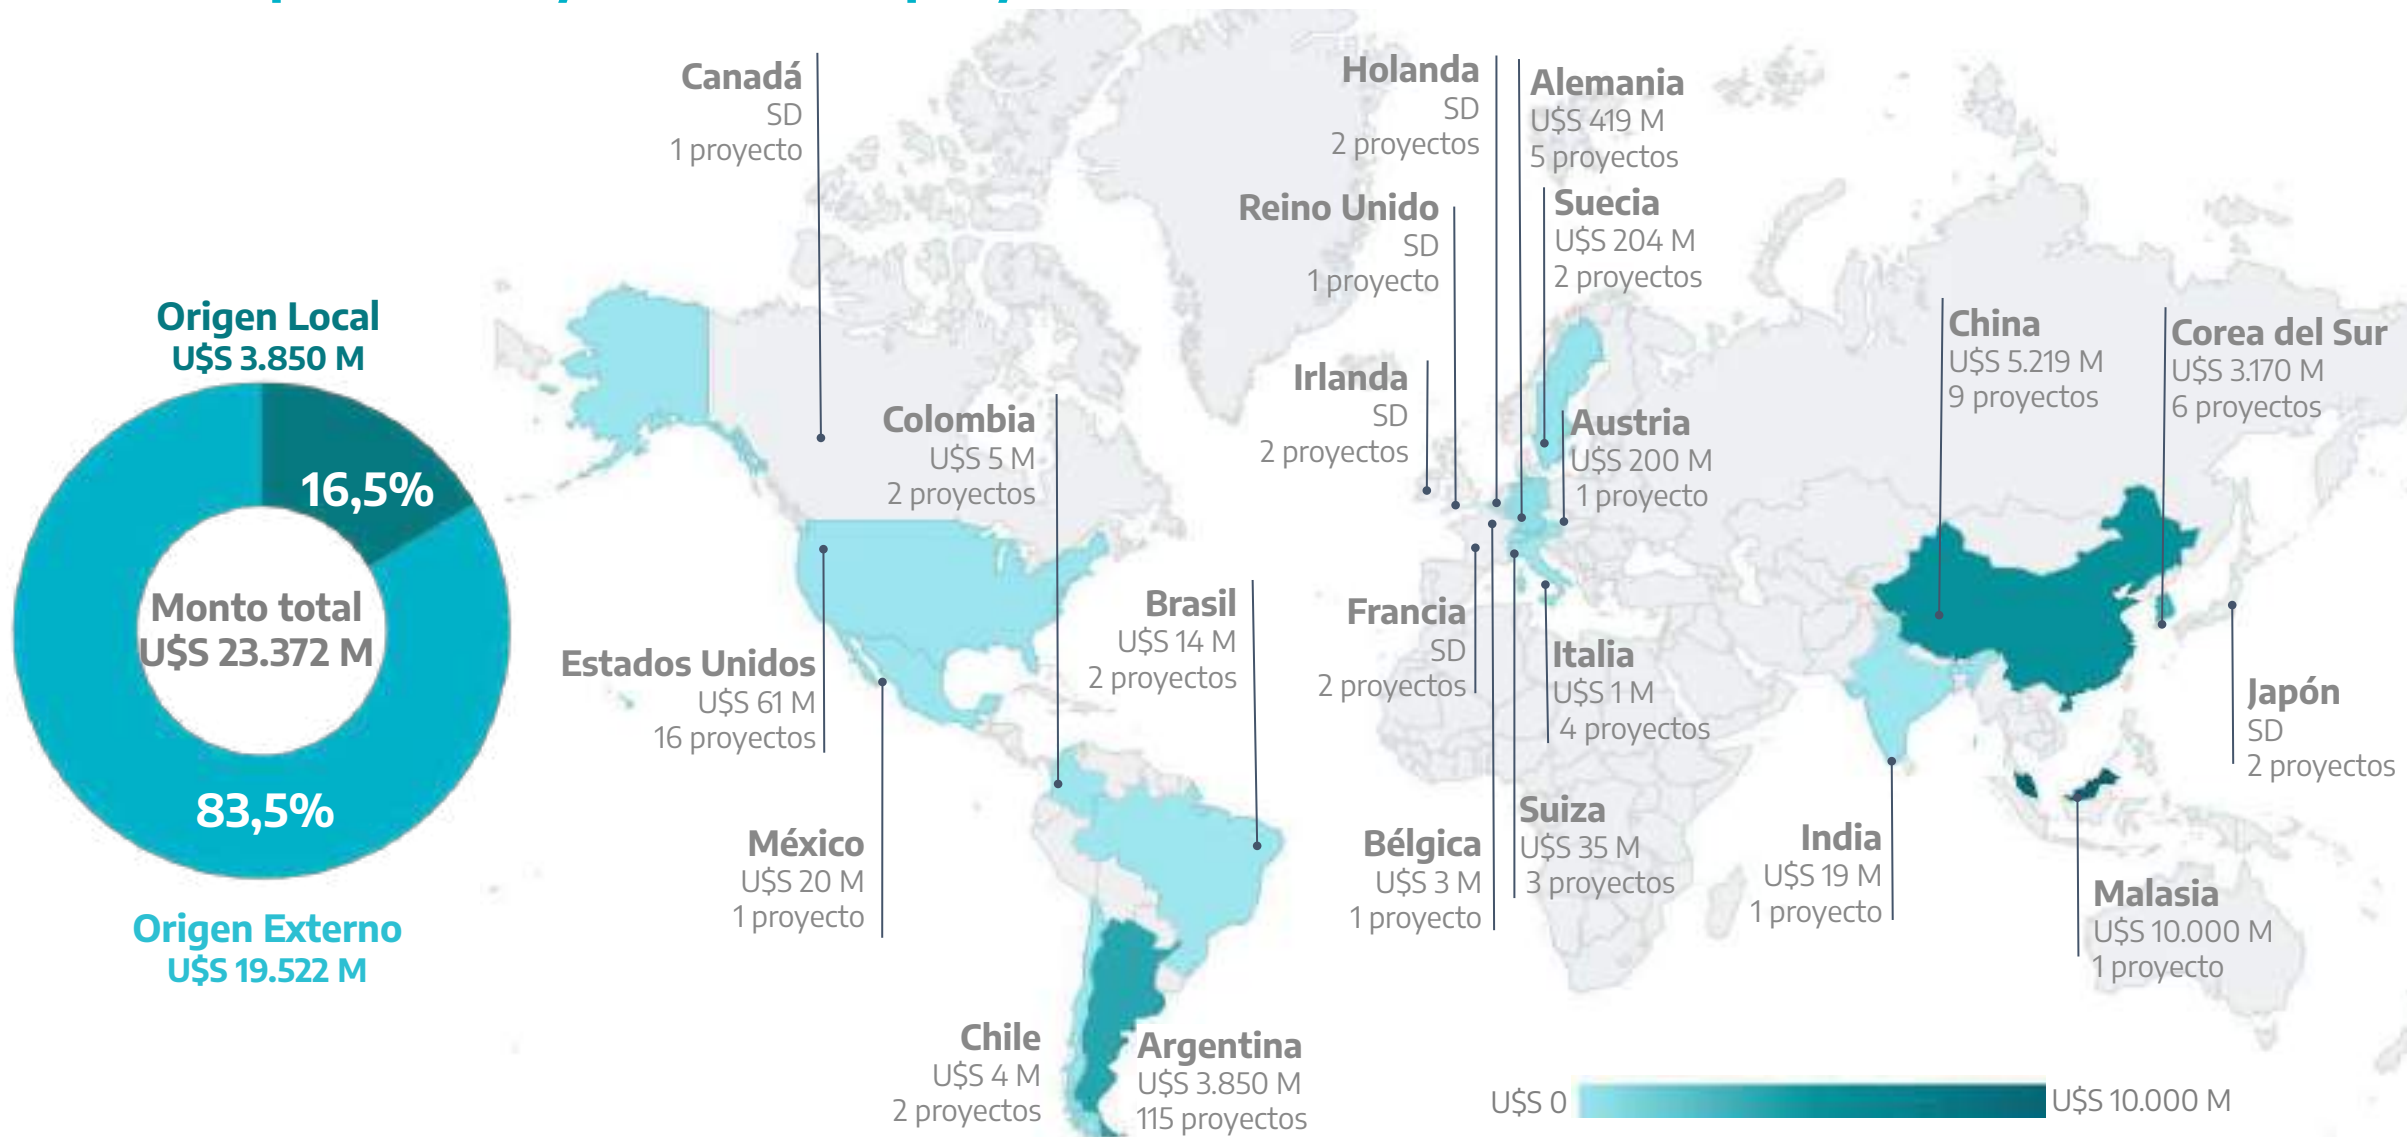 Origen Local
U$S 3.850 M
16,5%
Monto total
U$S 23.372 M
83,5%
Origen Externo
U$S 19.522 M
Canadá
SD
1 proyecto
Colombia
U$S 5 M
2 proyectos
Estados Unidos
U$S 61 M
16 proyectos
México
U$S 20 M
1 proyecto
Brasil
U$S 14 M
2 proyectos
Chile
U$S 4 M
2 proyectos
Argentina
U$S 3.850 M
115 proyectos
Holanda
SD
2 proyectos
Alemania
U$S 419 M
5 proyectos
Reino Unido
SD
1 proyecto
Suecia
U$S 204 M
2 proyectos
Irlanda
SD
2 proyectos
Austria
U$S 200 M
1 proyecto
Francia
SD
2 proyectos
Italia
U$S 1 M
4 proyectos
Bélgica
U$S 3 M
1 proyecto
Suiza
U$S 35 M
3 proyectos
China
U$S 5.219 M
9 proyectos
Corea del Sur
U$S 3.170 M
6 proyectos
Japón
SD
2 proyectos
India
U$S 19 M
1 proyecto
Malasia
U$S 10.000 M
1 proyecto
U$S 0
U$S 10.000 M